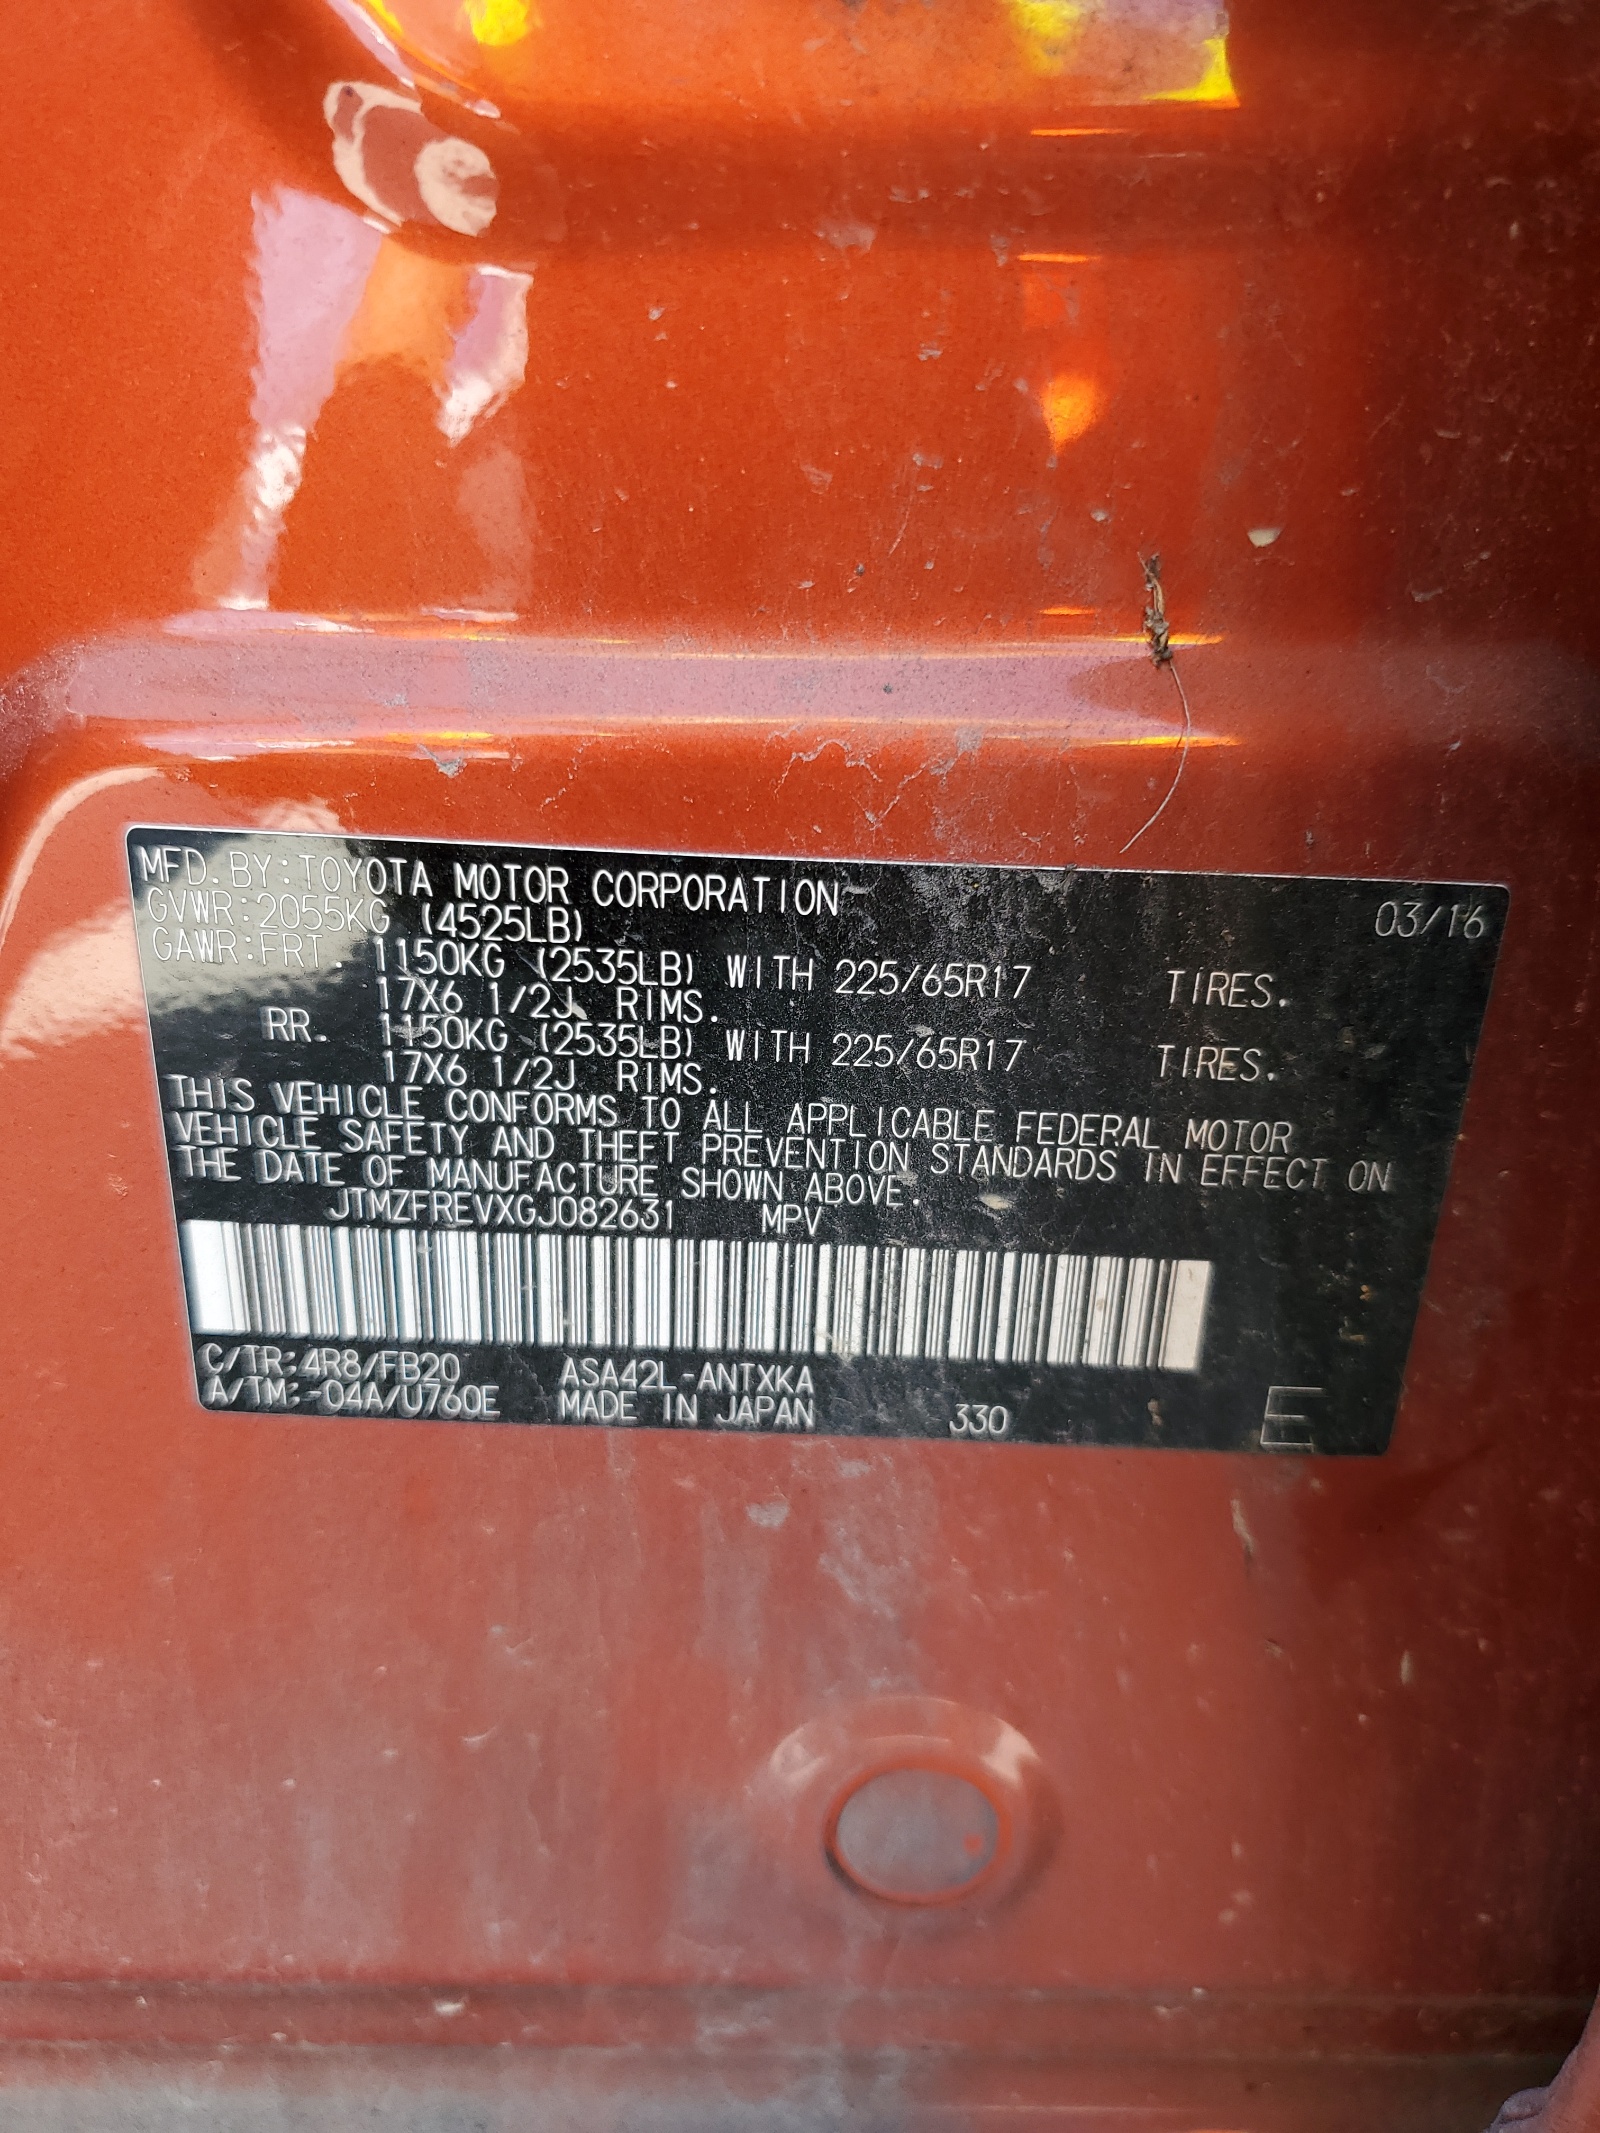 MFD. BY: TOYOTA MOTOR CORPORATION 03/16
GVWR: 2055KG (4525LB)
GAWR: FRT. 1150KG (2535LB) WITH 225/65R17 TIRES.
17X6 1/2J RIMS.
RR. 1150KG (2535LB) WITH 225/65R17 TIRES.
17X6 1/2J RIMS.
THIS VEHICLE CONFORMS TO ALL APPLICABLE FEDERAL MOTOR
VEHICLE SAFETY AND THEFT PREVENTION STANDARDS IN EFFECT ON
THE DATE OF MANUFACTURE SHOWN ABOVE.
JTMZFREVXGJ082631 MPV
C/TR: 4R8/FB20 ASA42L-ANTXKA
A/TM: -04A/U760E MADE IN JAPAN 330 E